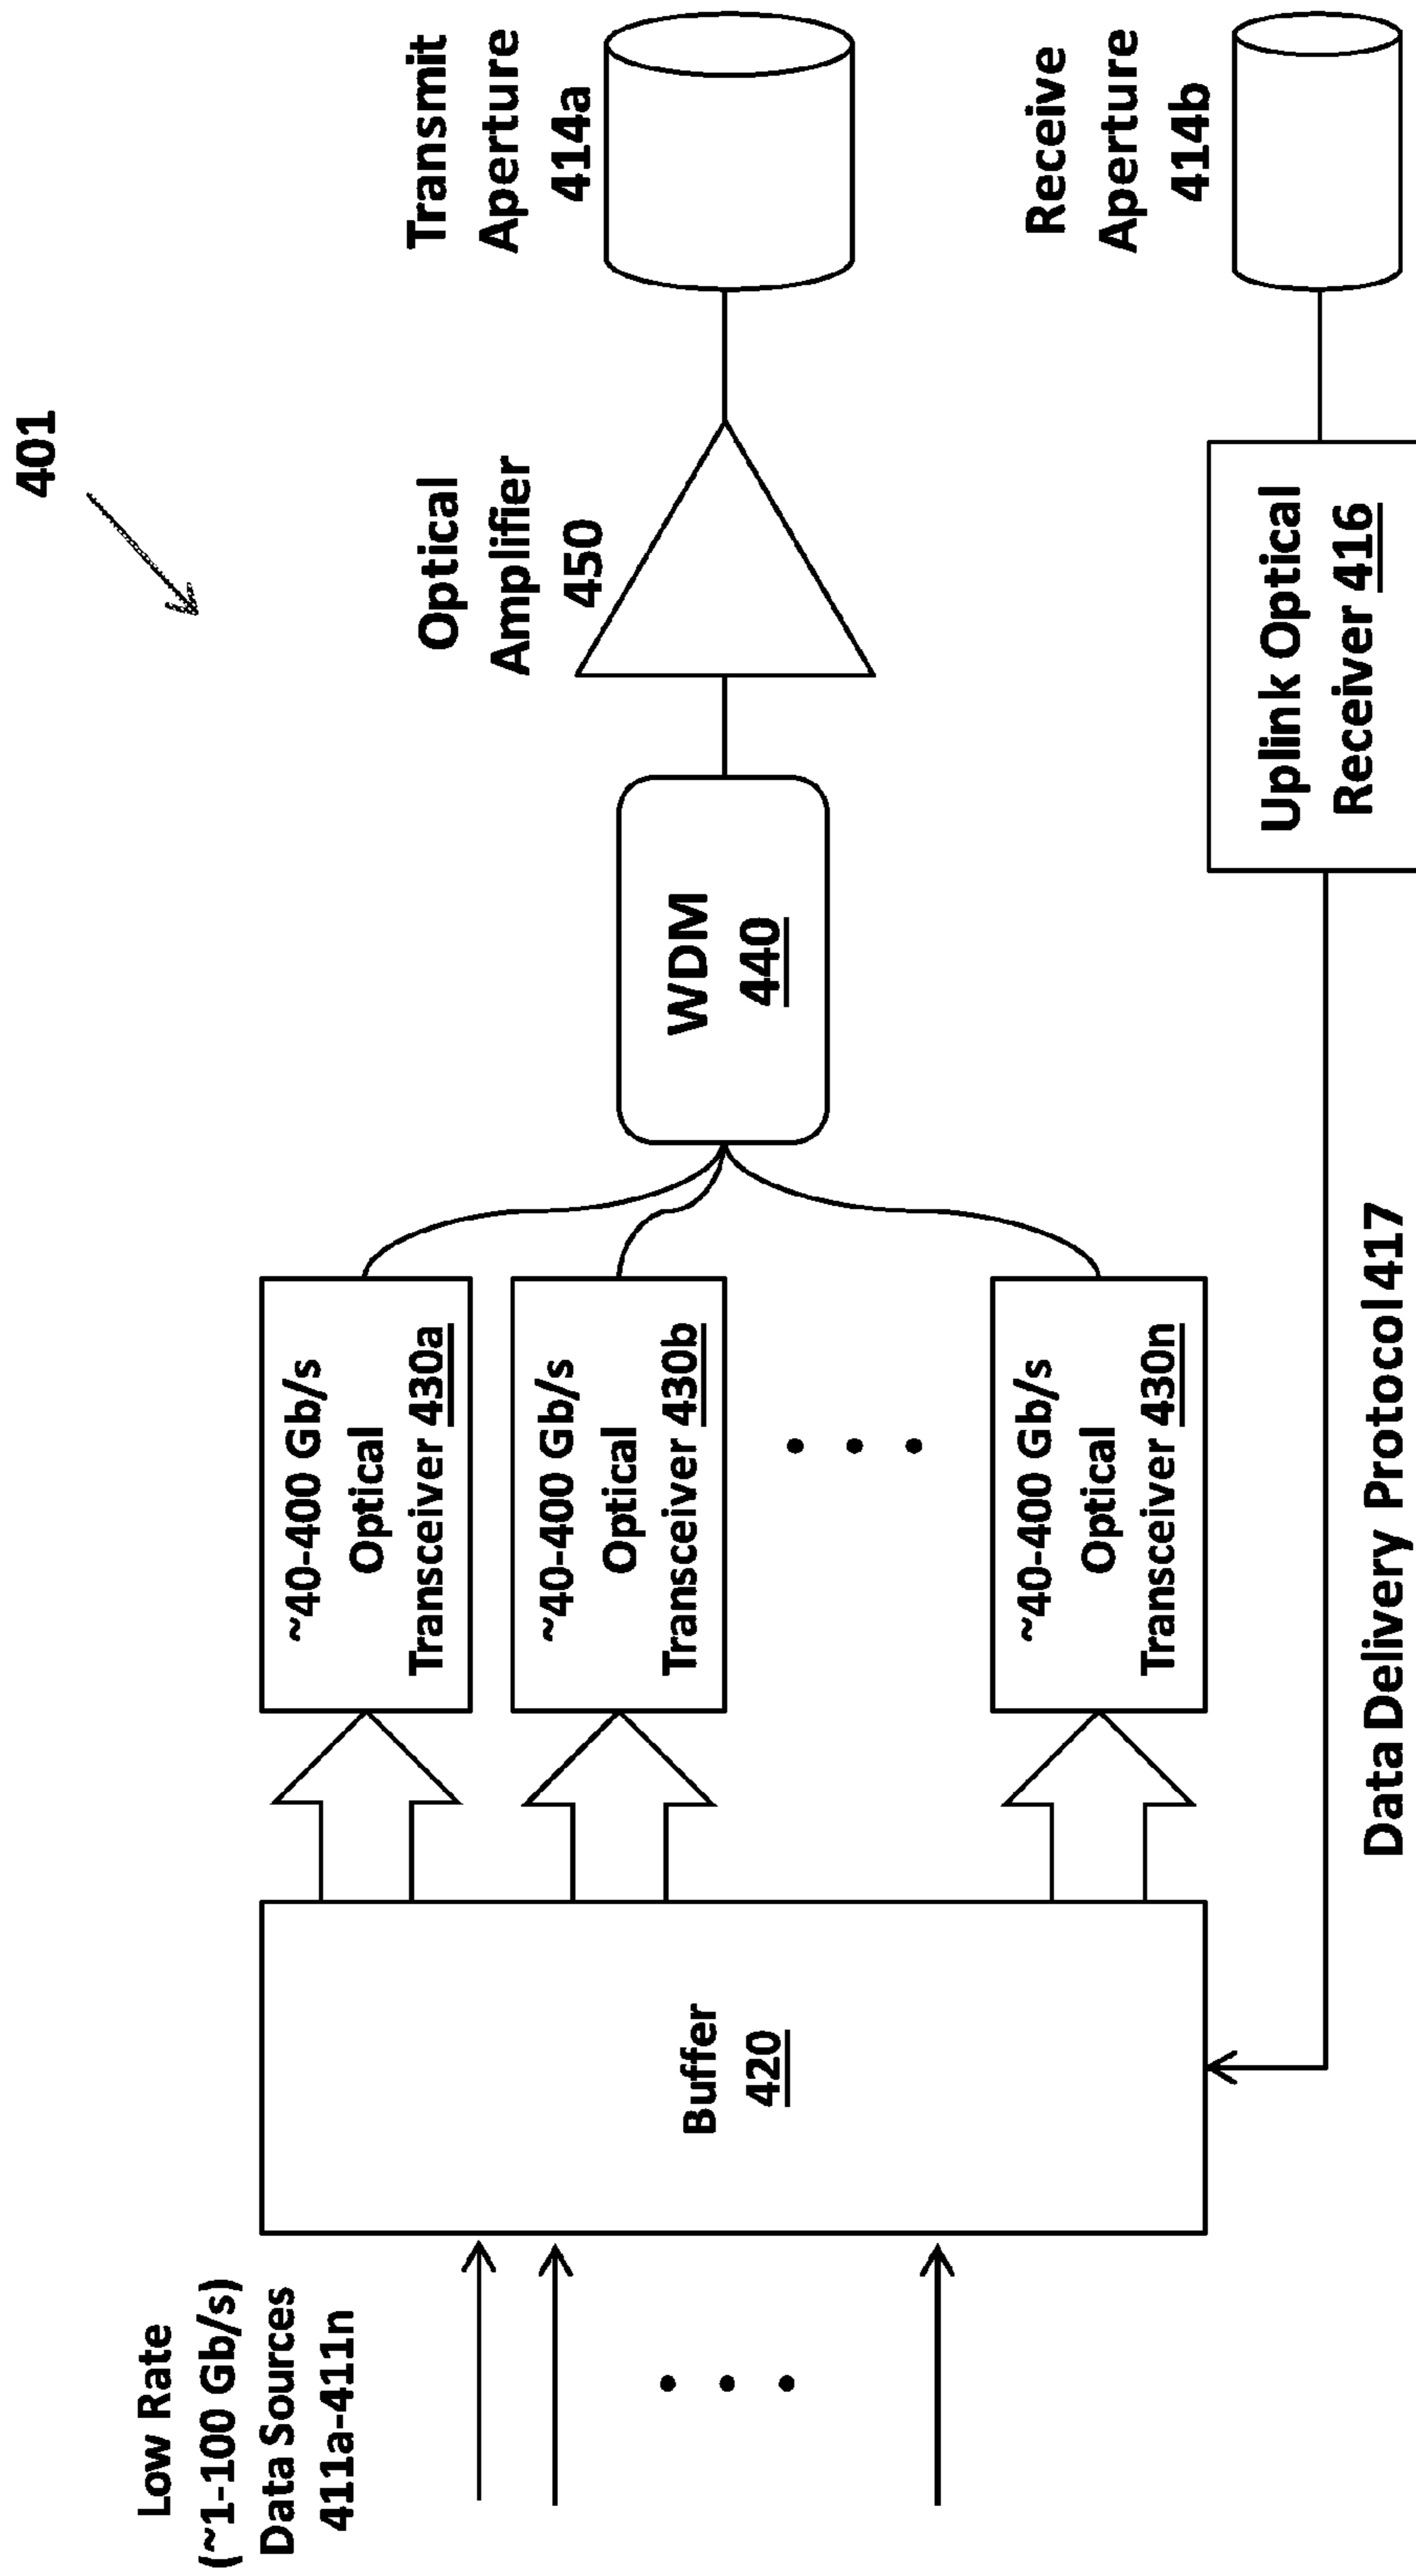 401
Low Rate
(~1-100 Gb/s)
Data Sources
411a-411n
Buffer
420
~40-400 Gb/s
Optical
Transceiver 430a
~40-400 Gb/s
Optical
Transceiver 430b
~40-400 Gb/s
Optical
Transceiver 430n
WDM
440
Optical
Amplifier
450
Transmit
Aperture
414a
Receive
Aperture
414b
Uplink Optical
Receiver 416
Data Delivery Protocol 417